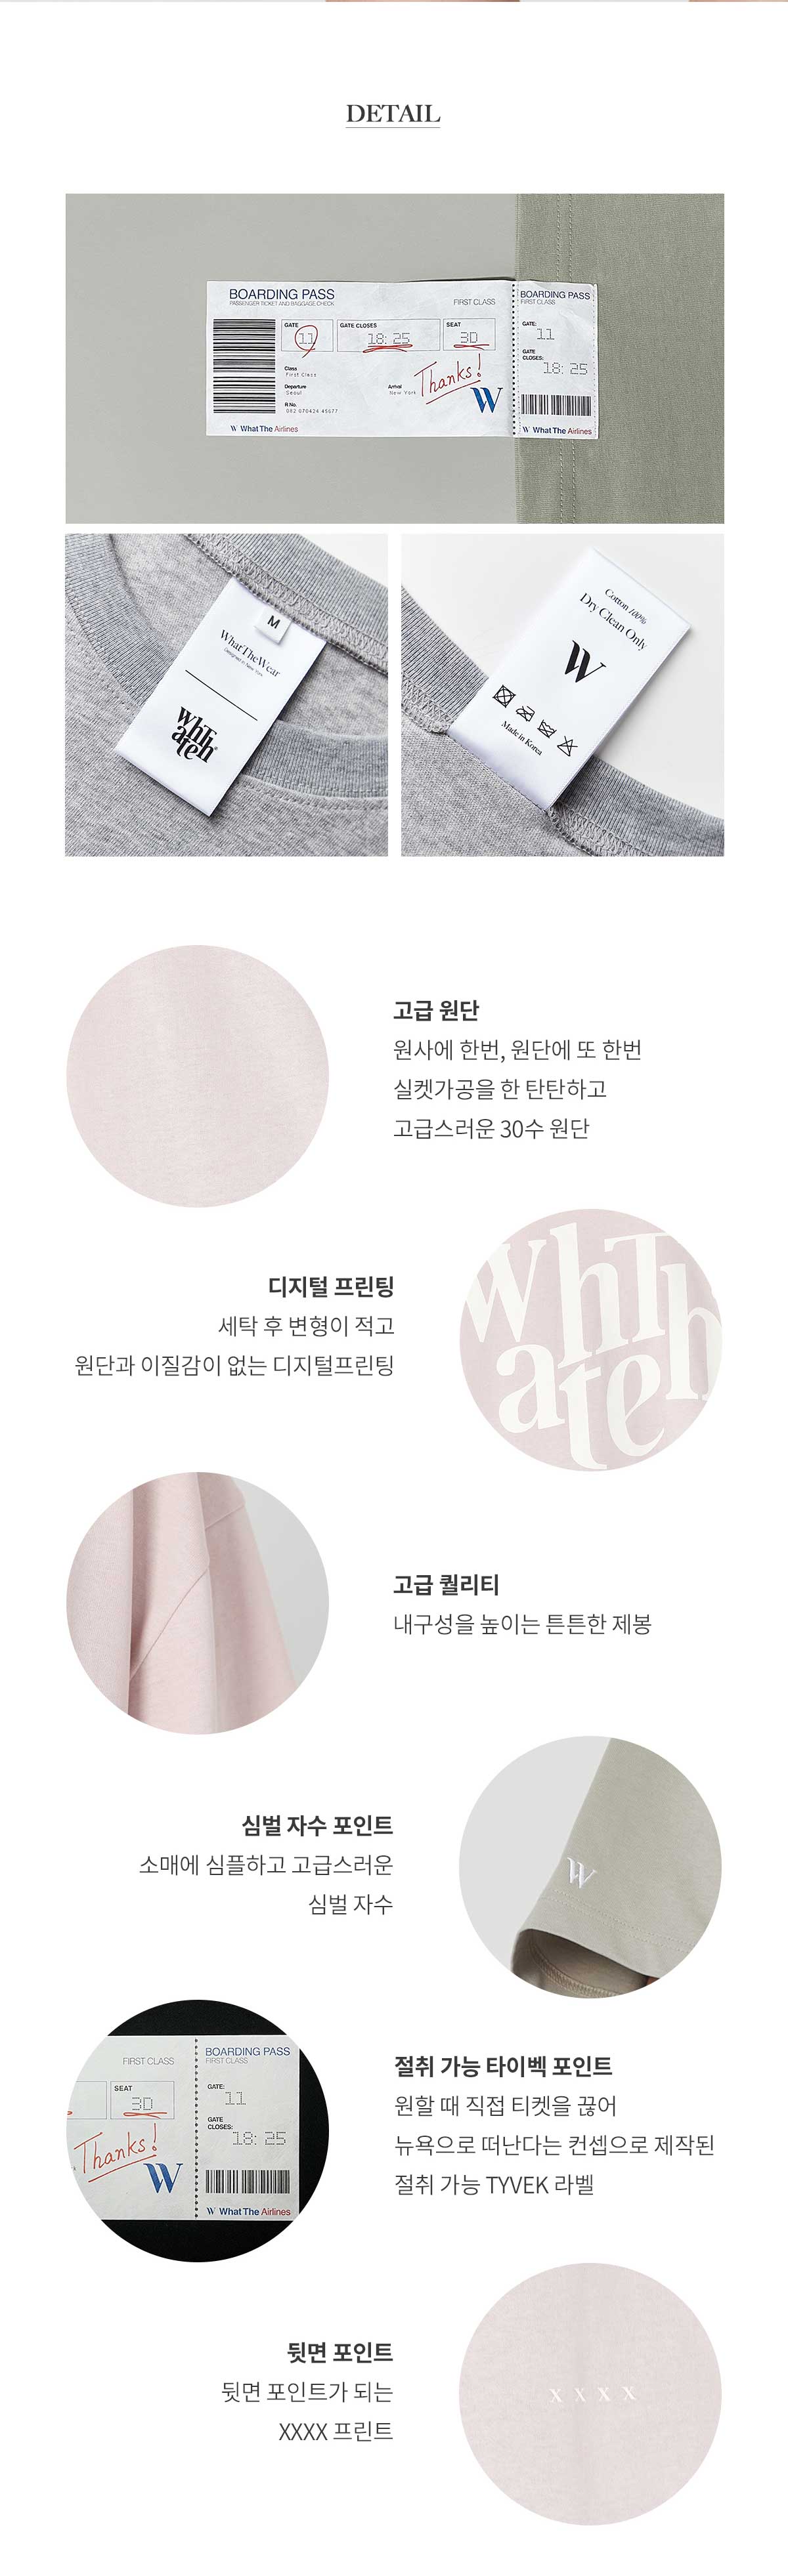 DETAIL
BOARDING PASS
PASSENGER TICKET AND BAGGAGE CHECK
FIRST CLASS
GATE
11
GATE CLOSES
18: 25
SEAT
3D
Class
First Class
Departure
Seoul
Arrival
New York
R No.
002 070424 45677
Thanks!
W
W What The Airlines
BOARDING PASS
FIRST CLASS
GATE:
11
GATE
CLOSES:
18: 25
W What The Airlines
M
WhatTheWear
Designed in New York
WhTh
ateh
Cotton 100%
Dry Clean Only
W
Made in Korea
고급 원단
원사에 한번, 원단에 또 한번
실켓가공을 한 탄탄하고
고급스러운 30수 원단
디지털 프린팅
세탁 후 변형이 적고
원단과 이질감이 없는 디지털프린팅
WhTh
ateh
고급 퀄리티
내구성을 높이는 튼튼한 제봉
심벌 자수 포인트
소매에 심플하고 고급스러운
심벌 자수
W
FIRST CLASS
SEAT
3D
Thanks!
W
BOARDING PASS
FIRST CLASS
GATE:
11
GATE
CLOSES:
18: 25
W What The Airlines
절취 가능 타이벡 포인트
원할 때 직접 티켓을 끊어
뉴욕으로 떠난다는 컨셉으로 제작된
절취 가능 TYVEK 라벨
뒷면 포인트
뒷면 포인트가 되는
XXXX 프린트
X X X X